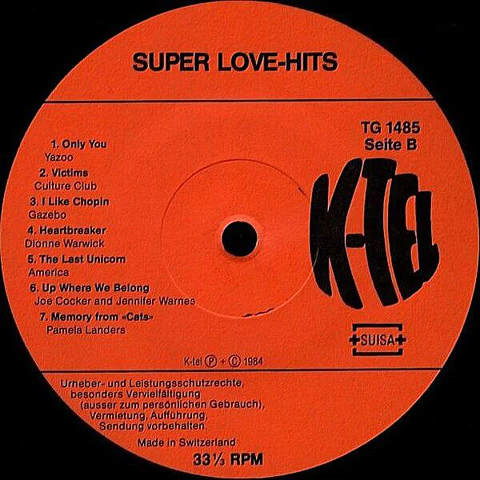 SUPER LOVE-HITS
TG 1485
Seite B
1. Only You
Yazoo
2. Victims
Culture Club
3. I Like Chopin
Gazebo
4. Heartbreaker
Dionne Warwick
5. The Last Unicorn
America
6. Up Where We Belong
Joe Cocker and Jennifer Warnes
7. Memory from «Cats»
Pamela Landers
K-TEL
SUISA
K-tel Ⓟ + Ⓒ 1984
Urheber- und Leistungsschutzrechte,
besonders Vervielfältigung
(ausser zum persönlichen Gebrauch),
Vermietung, Aufführung,
Sendung vorbehalten.
Made in Switzerland
33⅓ RPM